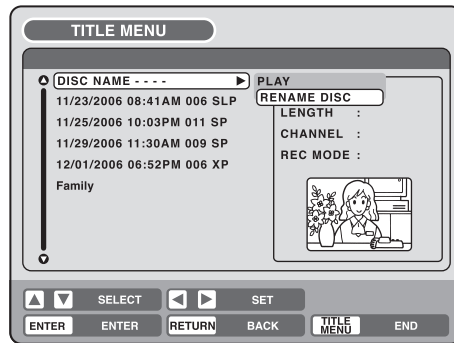 TITLE MENU
DISC NAME - - - -
11/23/2006 08:41AM 006 SLP
11/25/2006 10:03PM 011 SP
11/29/2006 11:30AM 009 SP
12/01/2006 06:52PM 006 XP
Family
PLAY
RENAME DISC
LENGTH :
CHANNEL :
REC MODE :
SELECT SET
ENTER ENTER RETURN BACK TITLE MENU END